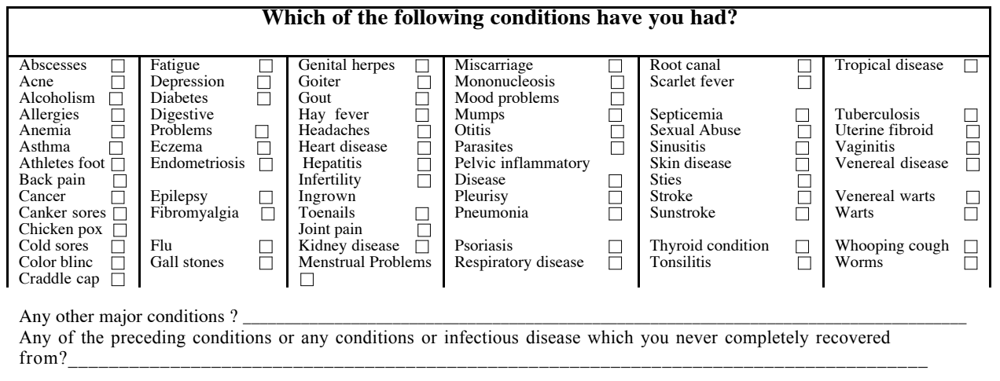 Which of the following conditions have you had?
Abscesses ☐
Acne ☐
Alcoholism ☐
Allergies ☐
Anemia ☐
Asthma ☐
Athletes foot ☐
Back pain ☐
Cancer ☐
Canker sores ☐
Chicken pox ☐
Cold sores ☐
Color blinc ☐
Craddle cap ☐
Fatigue ☐
Depression ☐
Diabetes ☐
Digestive
Problems ☐
Eczema ☐
Endometriosis ☐
Epilepsy ☐
Fibromyalgia ☐
Flu ☐
Gall stones ☐
Genital herpes ☐
Goiter ☐
Gout ☐
Hay fever ☐
Headaches ☐
Heart disease ☐
Hepatitis ☐
Infertility ☐
Ingrown
Toenails ☐
Joint pain ☐
Kidney disease ☐
Menstrual Problems
☐
Miscarriage ☐
Mononucleosis ☐
Mood problems ☐
Mumps ☐
Otitis ☐
Parasites ☐
Pelvic inflammatory
Disease ☐
Pleurisy ☐
Pneumonia ☐
Psoriasis ☐
Respiratory disease ☐
Root canal ☐
Scarlet fever ☐
Septicemia ☐
Sexual Abuse ☐
Sinusitis ☐
Skin disease ☐
Sties ☐
Stroke ☐
Sunstroke ☐
Thyroid condition ☐
Tonsilitis ☐
Tropical disease ☐
Tuberculosis ☐
Uterine fibroid ☐
Vaginitis ☐
Venereal disease ☐
Venereal warts ☐
Warts ☐
Whooping cough ☐
Worms ☐
Any other major conditions ? ______________________________
Any of the preceding conditions or any conditions or infectious disease which you never completely recovered
from?______________________________